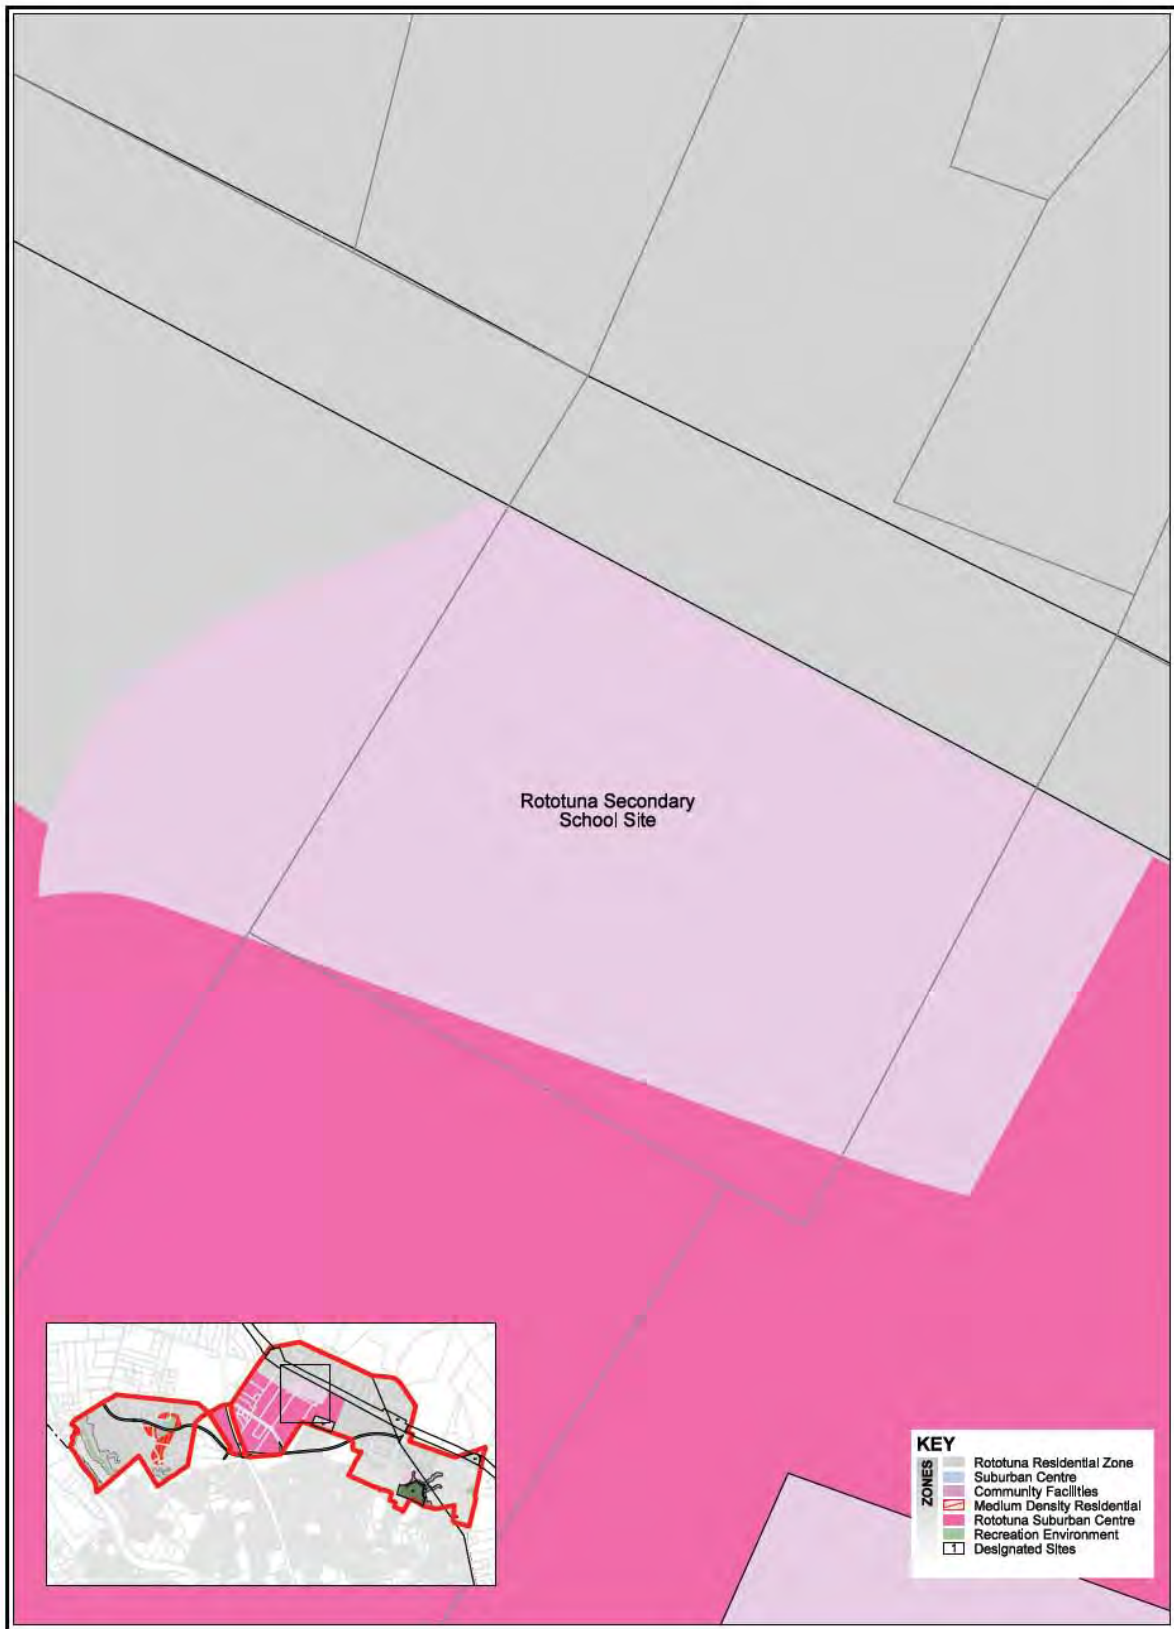 Rototuna Secondary
School Site
KEY
ZONES
Rototuna Residential Zone
Suburban Centre
Community Facilities
Medium Density Residential
Rototuna Suburban Centre
Recreation Environment
1 Designated Sites